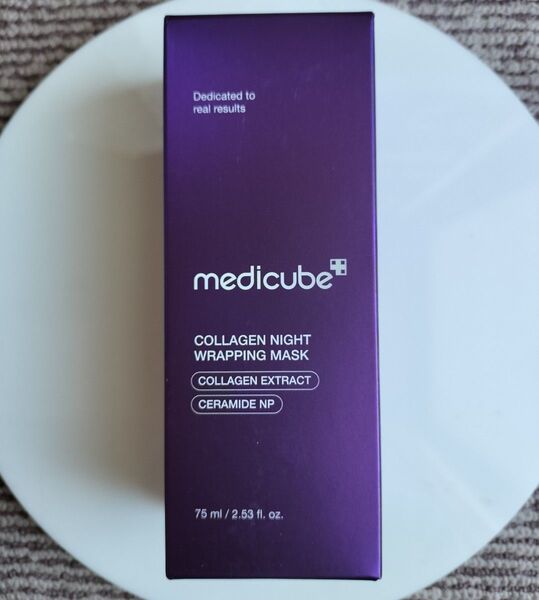 Dedicated to
real results
medicube
COLLAGEN NIGHT
WRAPPING MASK
COLLAGEN EXTRACT
CERAMIDE NP
75 ml / 2.53 fl. oz.